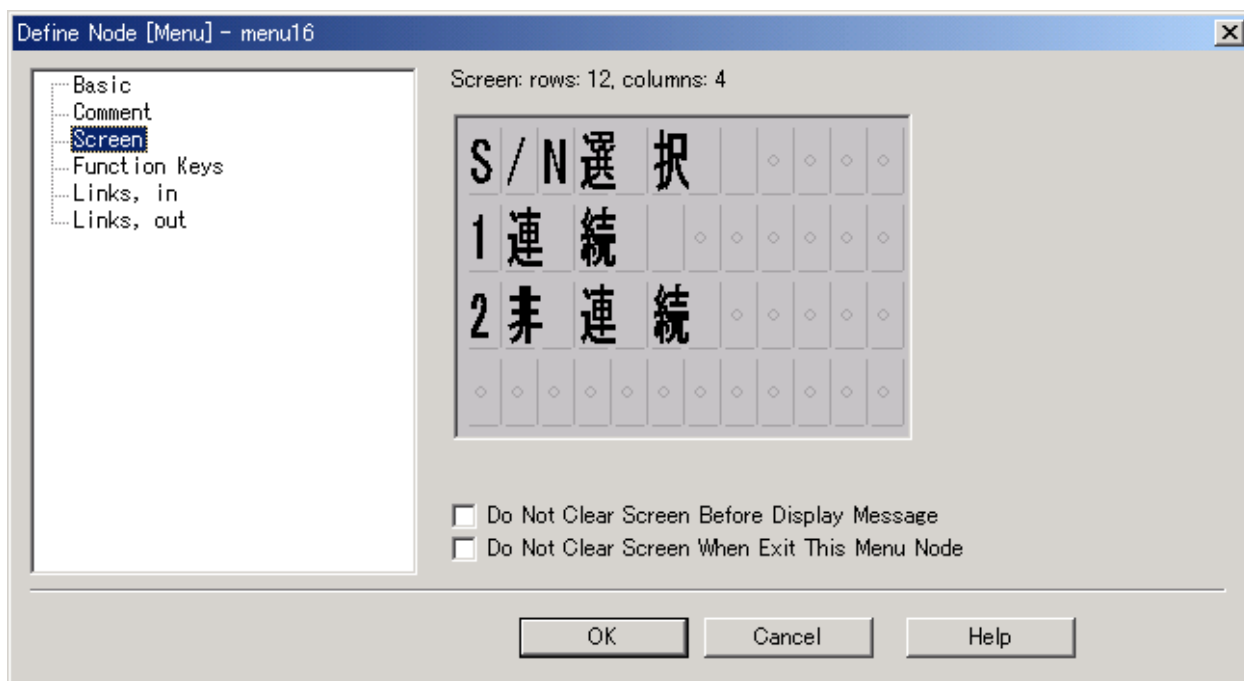 Define Node [Menu] - menu16
Basic
Comment
Screen
Function Keys
Links, in
Links, out
Screen: rows: 12, columns: 4
S/N選択
1連続
2非連続
Do Not Clear Screen Before Display Message
Do Not Clear Screen When Exit This Menu Node
OK
Cancel
Help